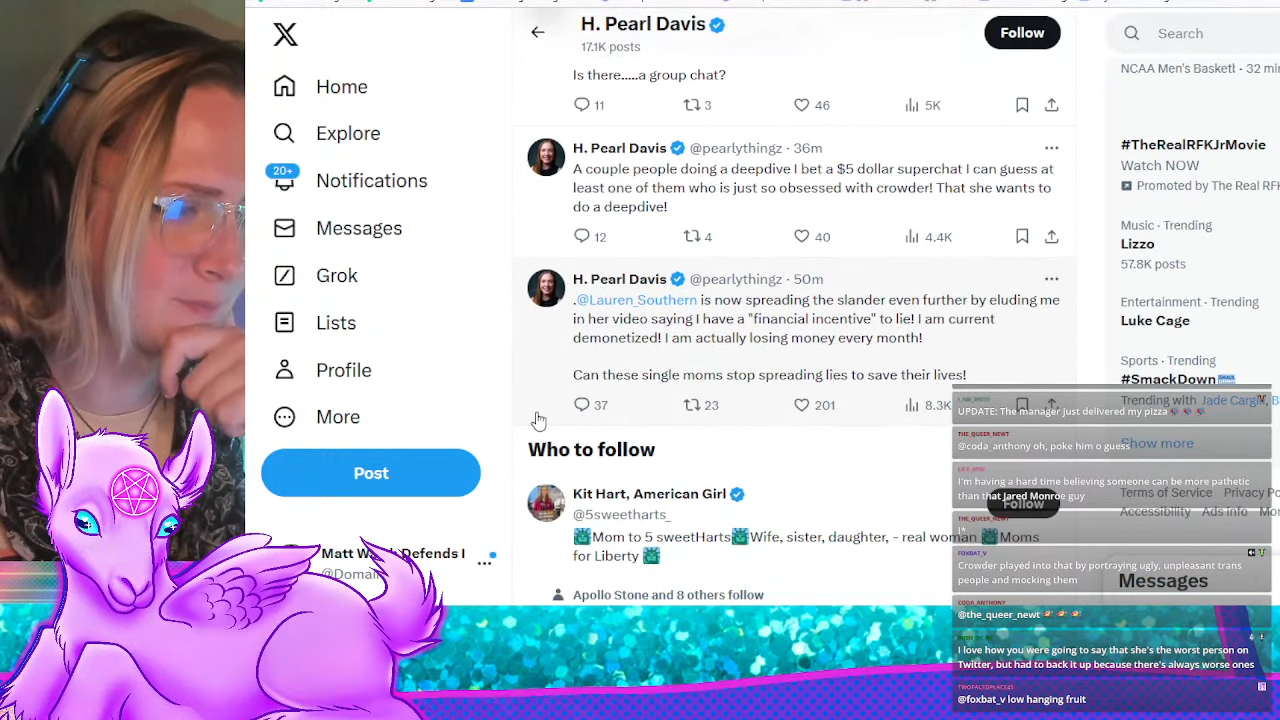 H. Pearl Davis
17.1K posts
Follow
Search
Home
Explore
20+
Notifications
Messages
Grok
Lists
Profile
More
Post
Matt W Defends I
@Domai
Is there.....a group chat?
11 3 46 5K
H. Pearl Davis @pearlythingz · 36m
A couple people doing a deepdive I bet a $5 dollar superchat I can guess at
least one of them who is just so obsessed with crowder! That she wants to
do a deepdive!
12 4 40 4.4K
H. Pearl Davis @pearlythingz · 50m
.@Lauren_Southern is now spreading the slander even further by eluding me
in her video saying I have a "financial incentive" to lie! I am current
demonetized! I am actually losing money every month!
Can these single moms stop spreading lies to save their lives!
37 23 201 8.3K
Who to follow
Kit Hart, American Girl
@5sweetharts_
Follow
Mom to 5 sweetHarts Wife, sister, daughter, - real woman Moms
for Liberty
Apollo Stone and 8 others follow
NCAA Men's Basketl · 32 min
#TheRealRFKJrMovie
Watch NOW
Promoted by The Real RF
Music · Trending
Lizzo
57.8K posts
Entertainment · Trending
Luke Cage
Sports · Trending
#SmackDown
Trending with Jade Cargil, B
Show more
Terms of Service Privacy Po
Accessibility Ads info M
Messages
UPDATE: The manager just delivered my pizza
THE_QUEER_NEWT
@coda_anthony oh, poke him o guess
I'm having a hard time believing someone can be more pathetic
than that Jared Monroe guy
THE_QUEER_NEWT
I*
FOXBAT_V
Crowder played into that by portraying ugly, unpleasant trans
people and mocking them
CODA_ANTHONY
@the_queer_newt
I love how you were going to say that she's the worst person on
Twitter, but had to back it up because there's always worse ones
TWOFACEDPLACE45
@foxbat_v low hanging fruit